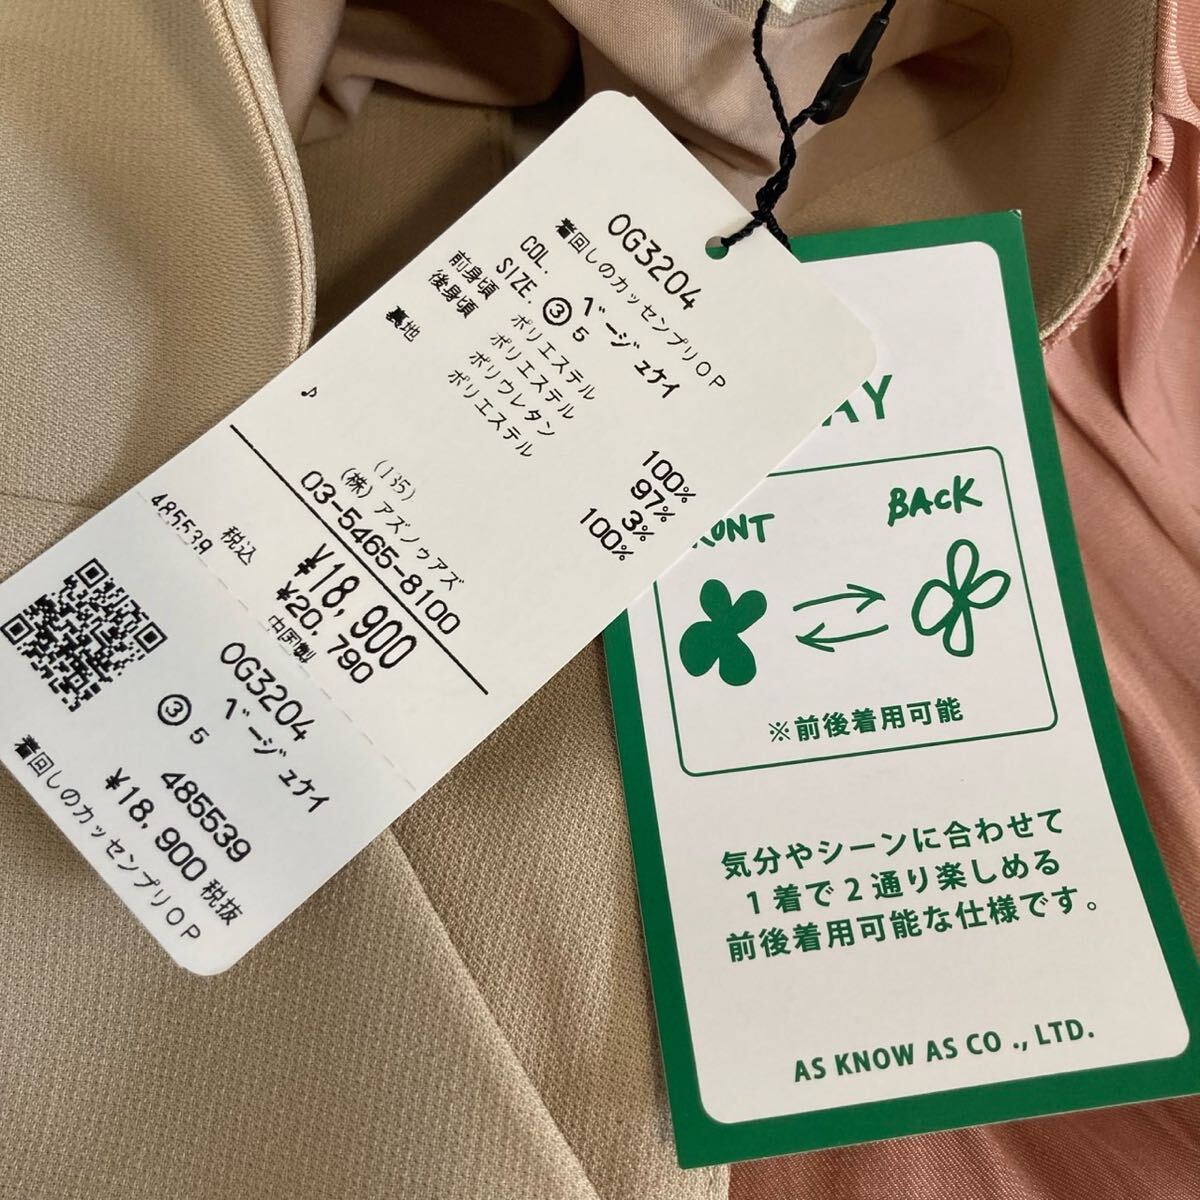 OG3204
着回しのカッセンプリOP
COL. ベージュケイ
SIZE. ③ 5
前身頃 ポリエステル 100%
後身頃 ポリエステル 97%
ポリウレタン 3%
裏地 ポリエステル 100%
♪
(135)
(株)アズノゥアズ
03-5465-8100
¥18,900
税込 ¥20,790
485539 中国製
OG3204
ベージュケイ
③ 5
485539
¥18,900 税抜
着回しのカッセンプリOP
BACK
※前後着用可能
気分やシーンに合わせて
1着で2通り楽しめる
前後着用可能な仕様です。
AS KNOW AS CO .,LTD.